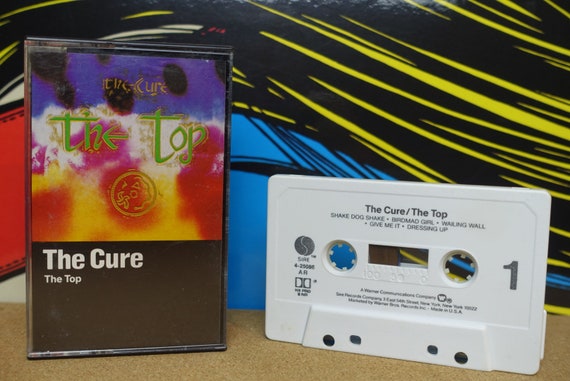 the Cure
the top
The Cure
The Top
The Cure/The Top
SHAKE DOG SHAKE • BIRDMAD GIRL • WAILING WALL
• GIVE ME IT • DRESSING UP
SIRE
4-25086
A R
1
A Warner Communications Company
Sire Records Company, 3 East 54th Street, New York, New York 10022
Marketed by Warner Bros. Records Inc. • Made in U.S.A.